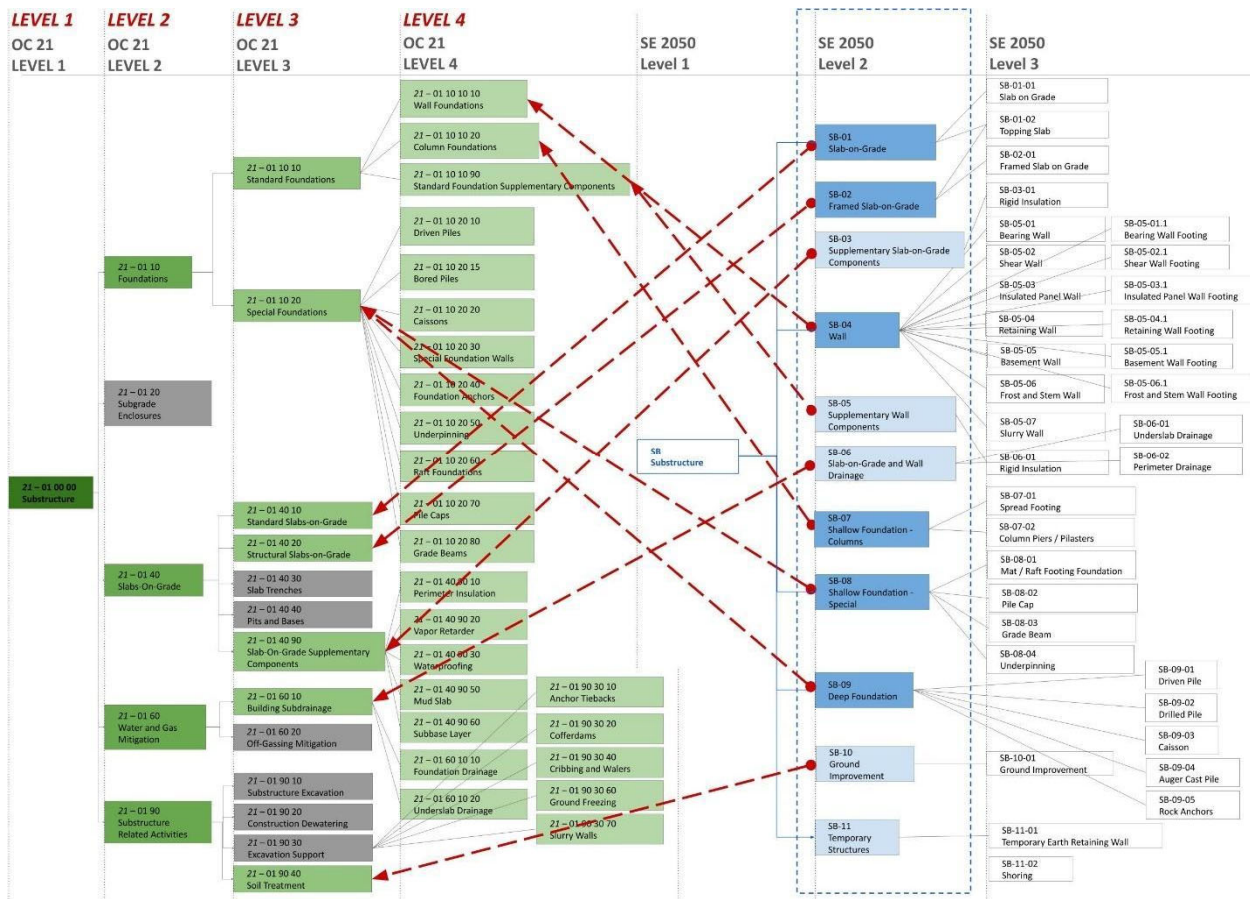 LEVEL 1
LEVEL 2
LEVEL 3
LEVEL 4
OC 21
LEVEL 1
OC 21
LEVEL 2
OC 21
LEVEL 3
OC 21
LEVEL 4
SE 2050
Level 1
SE 2050
Level 2
SE 2050
Level 3
21 – 01 00 00
Substructure
21 – 01 10
Foundations
21 – 01 20
Subgrade
Enclosures
21 – 01 40
Slabs-On-Grade
21 – 01 60
Water and Gas
Mitigation
21 – 01 90
Substructure
Related Activities
21 – 01 10 10
Standard Foundations
21 – 01 10 20
Special Foundations
21 – 01 40 10
Standard Slabs-on-Grade
21 – 01 40 20
Structural Slabs-on-Grade
21 – 01 40 30
Slab Trenches
21 – 01 40 40
Pits and Bases
21 – 01 40 90
Slab-On-Grade Supplementary
Components
21 – 01 60 10
Building Subdrainage
21 – 01 60 20
Off-Gassing Mitigation
21 – 01 90 10
Substructure Excavation
21 – 01 90 20
Construction Dewatering
21 – 01 90 30
Excavation Support
21 – 01 90 40
Soil Treatment
21 – 01 10 10 10
Wall Foundations
21 – 01 10 10 20
Column Foundations
21 – 01 10 10 90
Standard Foundation Supplementary Components
21 – 01 10 20 10
Driven Piles
21 – 01 10 20 15
Bored Piles
21 – 01 10 20 20
Caissons
21 – 01 10 20 30
Special Foundation Walls
21 – 01 10 20 40
Foundation Anchors
21 – 01 10 20 50
Underpinning
21 – 01 10 20 60
Raft Foundations
21 – 01 10 20 70
Pile Caps
21 – 01 10 20 80
Grade Beams
21 – 01 40 90 10
Perimeter Insulation
21 – 01 40 90 20
Vapor Retarder
21 – 01 40 90 30
Waterproofing
21 – 01 40 90 50
Mud Slab
21 – 01 40 90 60
Subbase Layer
21 – 01 60 10 10
Foundation Drainage
21 – 01 60 10 20
Underslab Drainage
21 – 01 90 30 10
Anchor Tiebacks
21 – 01 90 30 20
Cofferdams
21 – 01 90 30 40
Cribbing and Walers
21 – 01 90 30 60
Ground Freezing
21 – 01 90 30 70
Slurry Walls
SB
Substructure
SB-01
Slab-on-Grade
SB-02
Framed Slab-on-Grade
SB-03
Supplementary Slab-on-Grade
Components
SB-04
Wall
SB-05
Supplementary Wall
Components
SB-06
Slab-on-Grade and Wall
Drainage
SB-07
Shallow Foundation -
Columns
SB-08
Shallow Foundation -
Special
SB-09
Deep Foundation
SB-10
Ground
Improvement
SB-11
Temporary
Structures
SB-01-01
Slab on Grade
SB-01-02
Topping Slab
SB-02-01
Framed Slab on Grade
SB-03-01
Rigid Insulation
SB-05-01
Bearing Wall
SB-05-02
Shear Wall
SB-05-03
Insulated Panel Wall
SB-05-04
Retaining Wall
SB-05-05
Basement Wall
SB-05-06
Frost and Stem Wall
SB-05-07
Slurry Wall
SB-06-01
Rigid Insulation
SB-07-01
Spread Footing
SB-07-02
Column Piers / Pilasters
SB-08-01
Mat / Raft Footing Foundation
SB-08-02
Pile Cap
SB-08-03
Grade Beam
SB-08-04
Underpinning
SB-10-01
Ground Improvement
SB-11-01
Temporary Earth Retaining Wall
SB-11-02
Shoring
SB-05-01.1
Bearing Wall Footing
SB-05-02.1
Shear Wall Footing
SB-05-03.1
Insulated Panel Wall Footing
SB-05-04.1
Retaining Wall Footing
SB-05-05.1
Basement Wall Footing
SB-05-06.1
Frost and Stem Wall Footing
SB-06-01
Underslab Drainage
SB-06-02
Perimeter Drainage
SB-09-01
Driven Pile
SB-09-02
Drilled Pile
SB-09-03
Caisson
SB-09-04
Auger Cast Pile
SB-09-05
Rock Anchors